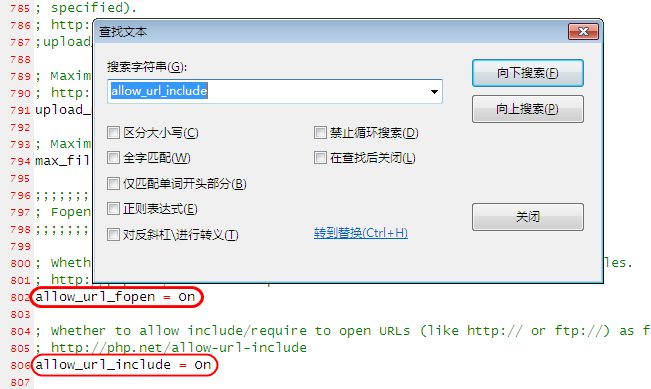 785 ; specified).
查找文本
786 ; http:
787 ;upload_
788
搜索字符串(G):
789 ; Maxim
allow_url_include
向下搜索(F)
790 ; http:
791 upload_
向上搜索(P)
792
区分大小写(C)
禁止循环搜索(D)
793 ; Maxim
全字匹配(W)
在查找后关闭(L)
794 max_fil
795
仅匹配单词开头部分(B)
796 ;;;;;;;
正则表达式(E)
797 ; Fopen
关闭
798 ;;;;;;;
对反斜杠\进行转义(T)
转到替换(Ctrl+H)
799
800 ; Wheth les.
801 ; http:
802 allow_url_fopen = On
803
804 ; Whether to allow include/require to open URLs (like http:// or ftp://) as f
805 ; http://php.net/allow-url-include
806 allow_url_include = On
807